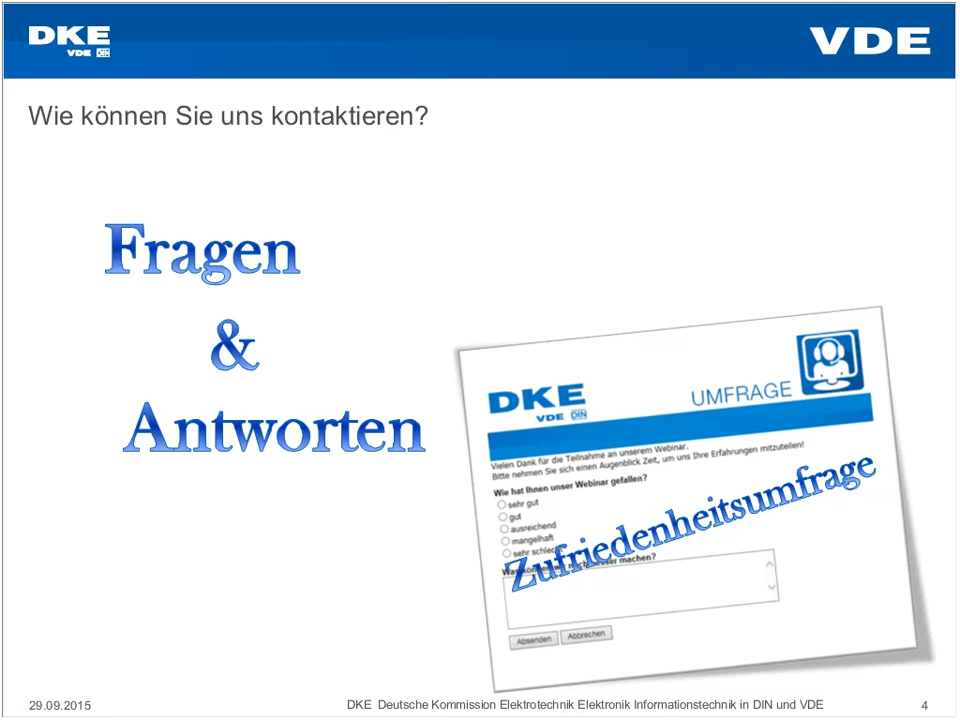 DKE
VDE DIN
VDE
Wie können Sie uns kontaktieren?
Fragen
&
Antworten
DKE
VDE DIN
UMFRAGE
Vielen Dank für die Teilnahme an unserem Webinar.
Bitte nehmen Sie sich einen Augenblick Zeit, um uns Ihre Erfahrungen mitzuteilen!
Wie hat Ihnen unser Webinar gefallen?
sehr gut
gut
ausreichend
mangelhaft
sehr schlecht
Zufriedenheitsumfrage
machen?
Absenden Abbrechen
29.09.2015
DKE Deutsche Kommission Elektrotechnik Elektronik Informationstechnik in DIN und VDE
4